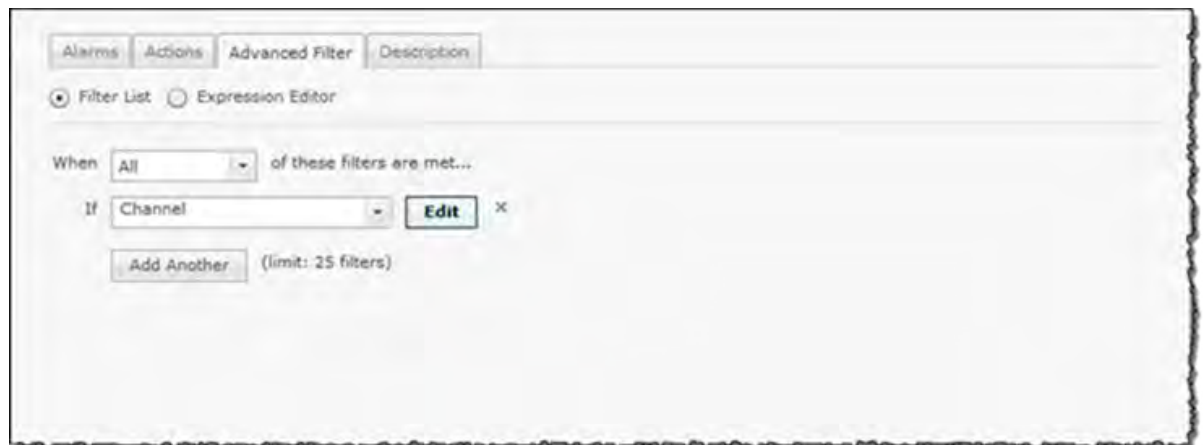 Alarms Actions Advanced Filter Description
Filter List Expression Editor
When All of these filters are met...
If Channel Edit ×
Add Another (limit: 25 filters)